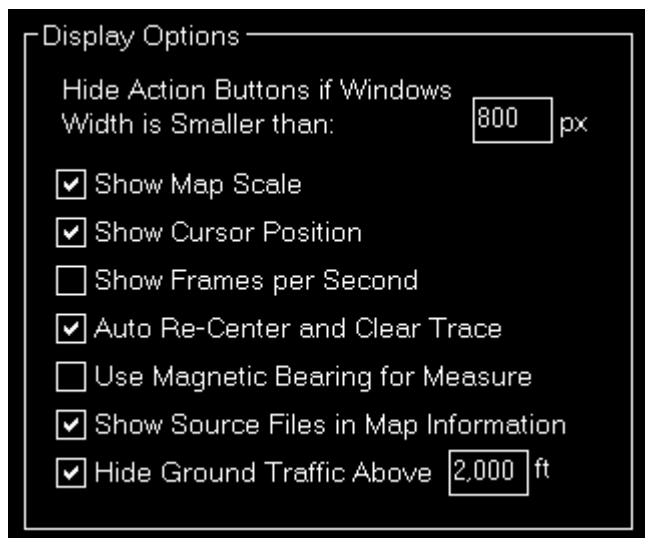 Display Options
Hide Action Buttons if Windows
Width is Smaller than: 800 px
Show Map Scale
Show Cursor Position
Show Frames per Second
Auto Re-Center and Clear Trace
Use Magnetic Bearing for Measure
Show Source Files in Map Information
Hide Ground Traffic Above 2,000 ft